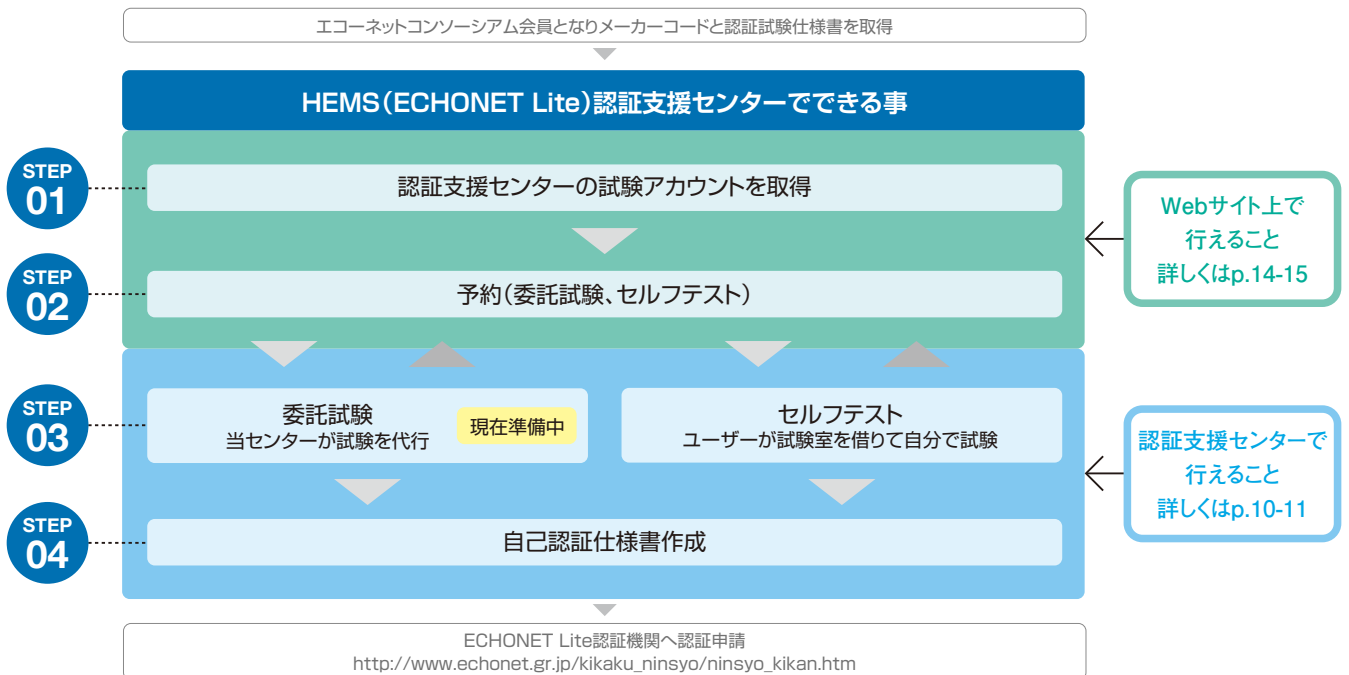 エコーネットコンソーシアム会員となりメーカーコードと認証試験仕様書を取得
HEMS（ECHONET Lite）認証支援センターでできる事
STEP
01
認証支援センターの試験アカウントを取得
STEP
02
予約（委託試験、セルフテスト）
Webサイト上で
行えること
詳しくはp.14-15
STEP
03
委託試験
当センターが試験を代行
現在準備中
セルフテスト
ユーザーが試験室を借りて自分で試験
認証支援センターで
行えること
詳しくはp.10-11
STEP
04
自己認証仕様書作成
ECHONET Lite認証機関へ認証申請
http://www.echonet.gr.jp/kikaku_ninsyo/ninsyo_kikan.htm